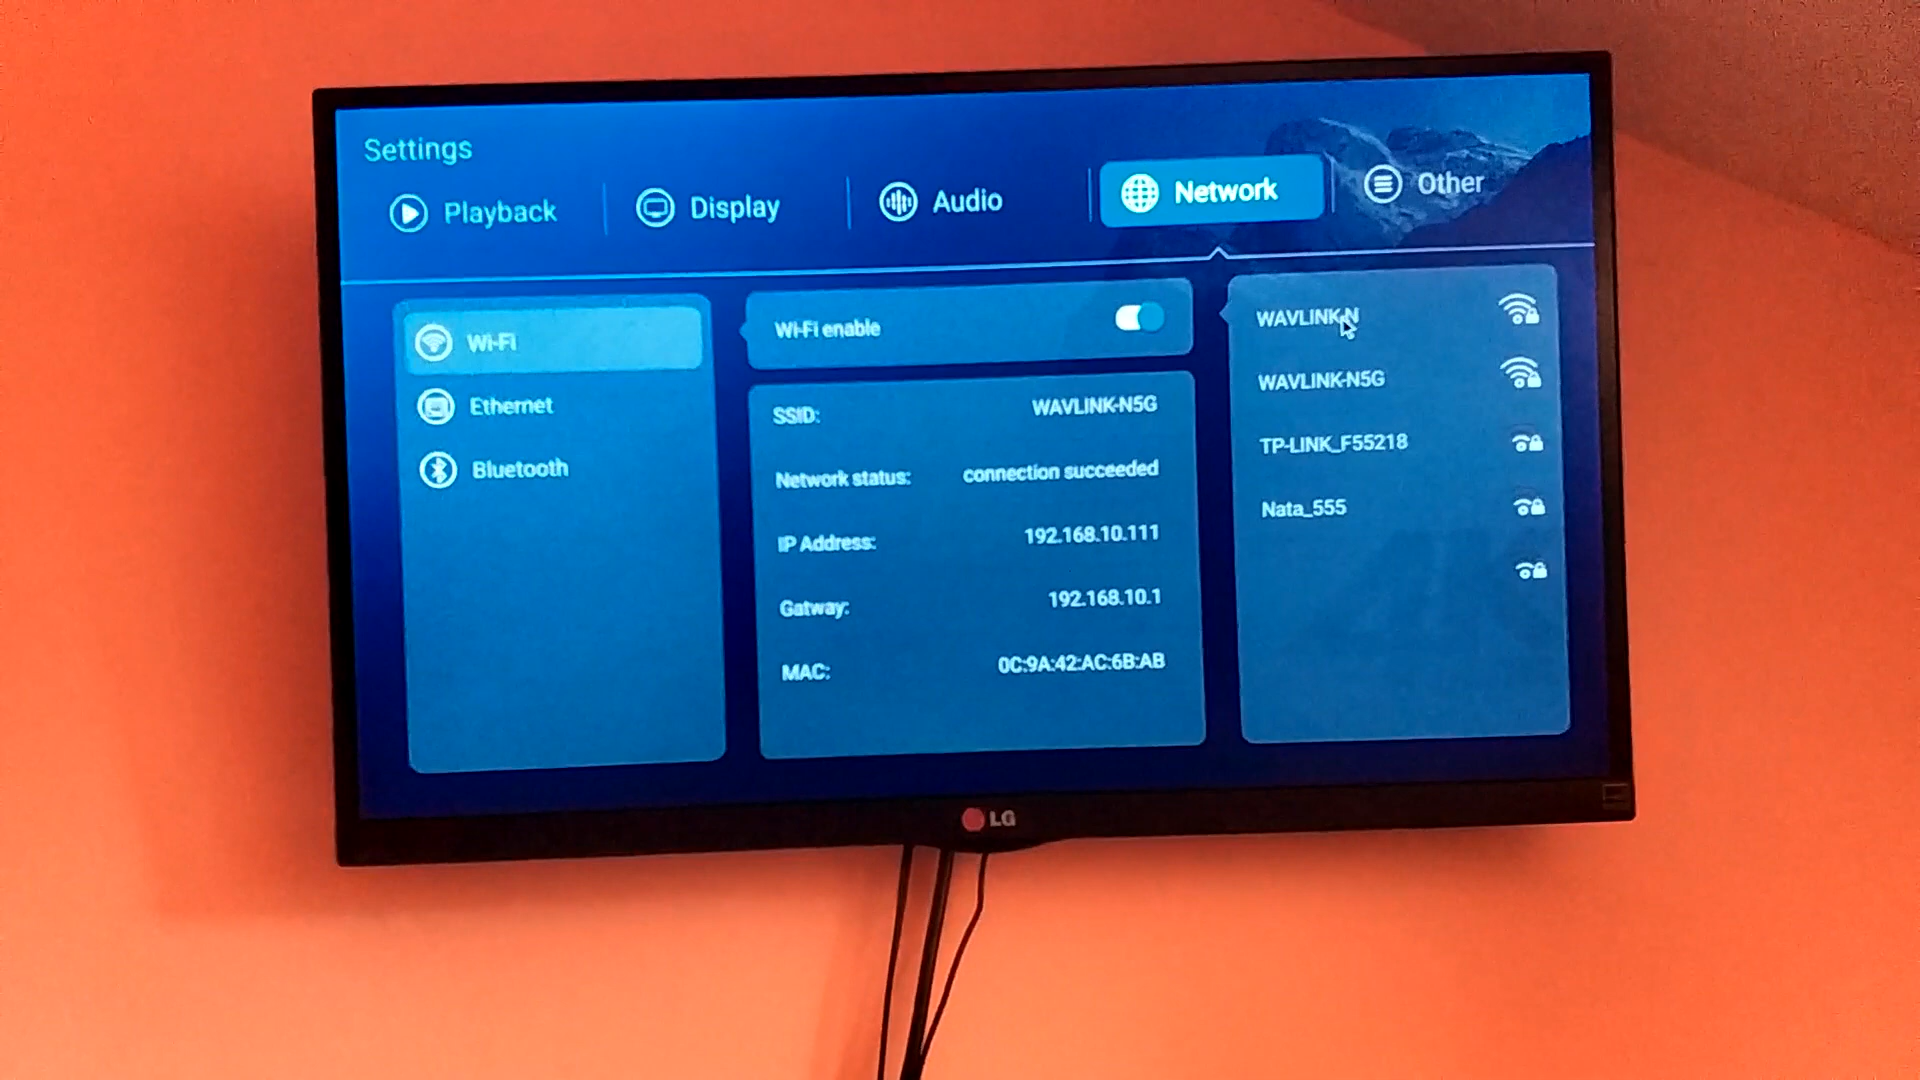 Settings
Playback
Display
Audio
Network
Other
Wi-Fi
Ethernet
Bluetooth
Wi-Fi enable
SSID: WAVLINK-N5G
Network status: connection succeeded
IP Address: 192.168.10.111
Gatway: 192.168.10.1
MAC: 0C:9A:42:AC:6B:AB
WAVLINK-N
WAVLINK-N5G
TP-LINK_F55218
Nata_555
LG